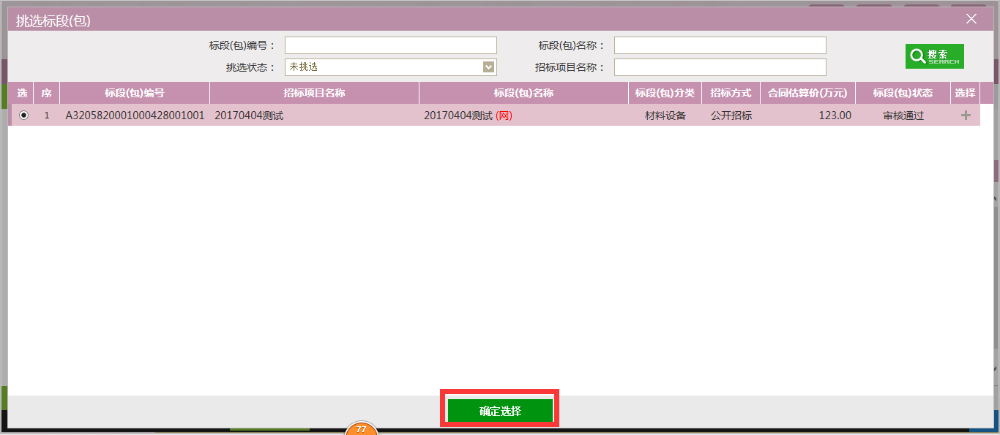 挑选标段(包)
标段(包)编号： 标段(包)名称：
挑选状态： 未挑选 招标项目名称：
搜索
SEARCH
选 序 标段(包)编号 招标项目名称 标段(包)名称 标段(包)分类 招标方式 合同估算价(万元) 标段(包)状态 选择
1 A3205820001000428001001 20170404测试 20170404测试 (网) 材料设备 公开招标 123.00 审核通过
确定选择
77